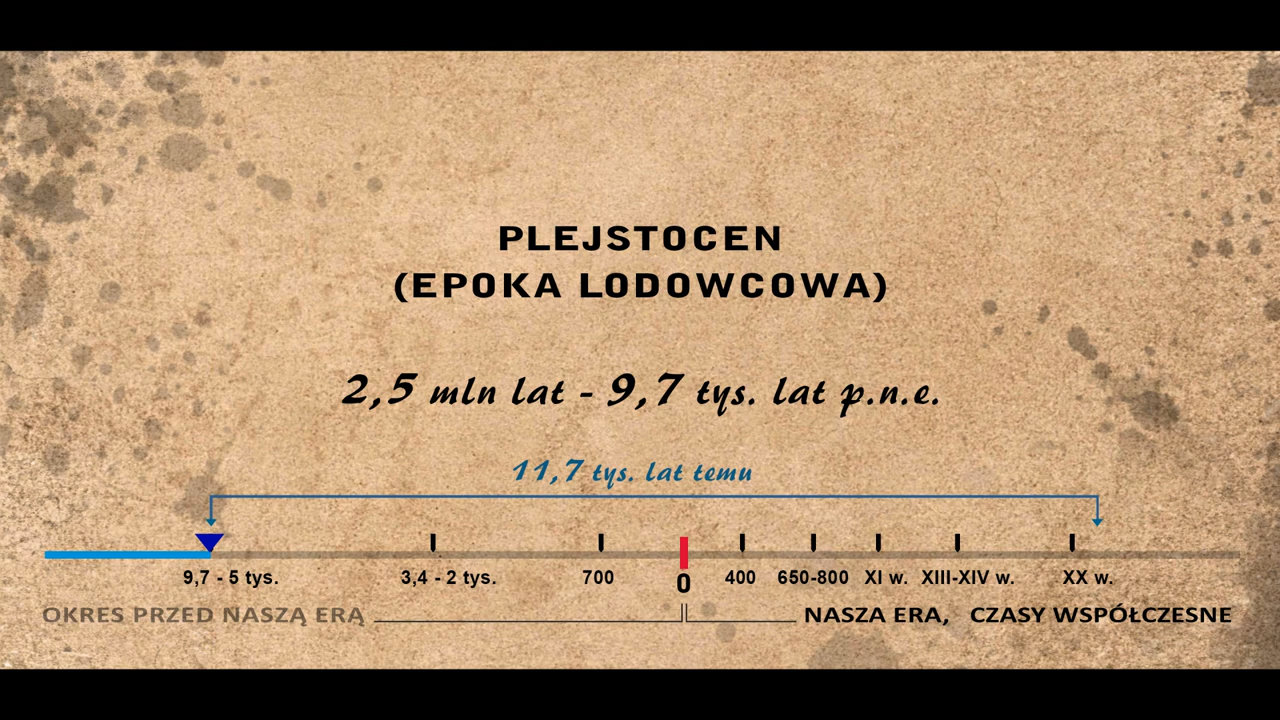 PLEJSTOCEN
(EPOKA LODOWCOWA)
2,5 mln lat - 9,7 tys. lat p.n.e.
11,7 tys. lat temu
9,7 - 5 tys. 3,4 - 2 tys. 700 0 400 650-800 XI w. XIII-XIV w. XX w.
OKRES PRZED NASZĄ ERĄ NASZA ERA, CZASY WSPÓŁCZESNE